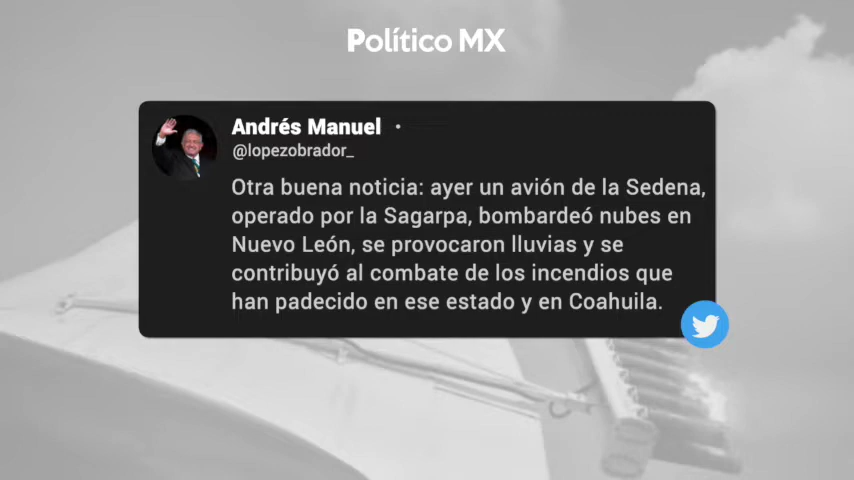 Político MX
Andrés Manuel •
@lopezobrador_
Otra buena noticia: ayer un avión de la Sedena,
operado por la Sagarpa, bombardeó nubes en
Nuevo León, se provocaron lluvias y se
contribuyó al combate de los incendios que
han padecido en ese estado y en Coahuila.